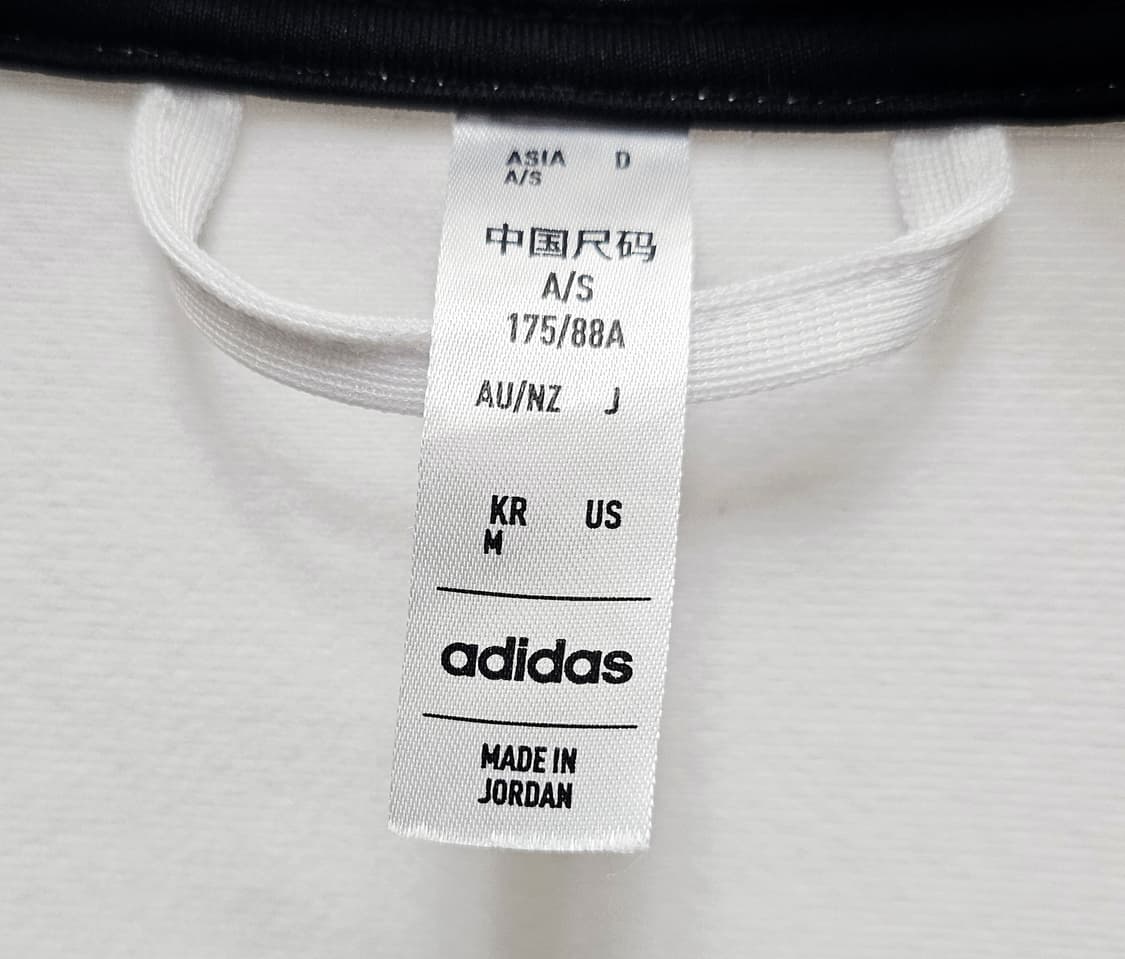 ASIA D
A/S
中国尺码
A/S
175/88A
AU/NZ J
KR US
M
adidas
MADE IN
JORDAN